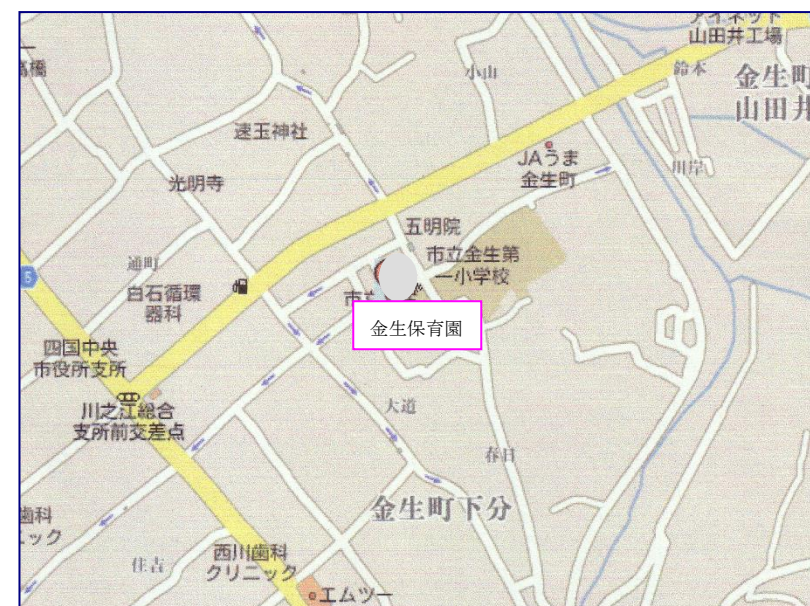 アイネット
山田井工場
高橋
小山
鈴木
金生町
山田井
速玉神社
JAうま
金生町
川岸
光明寺
五明院
通町
市立金生第
一小学校
5
白石循環
器科
金生保育園
四国中央
市役所支所
川之江総合
支所前交差点
大道
春日
金生町下分
歯科
ニック
西川歯科
クリニック
住吉
エムツー